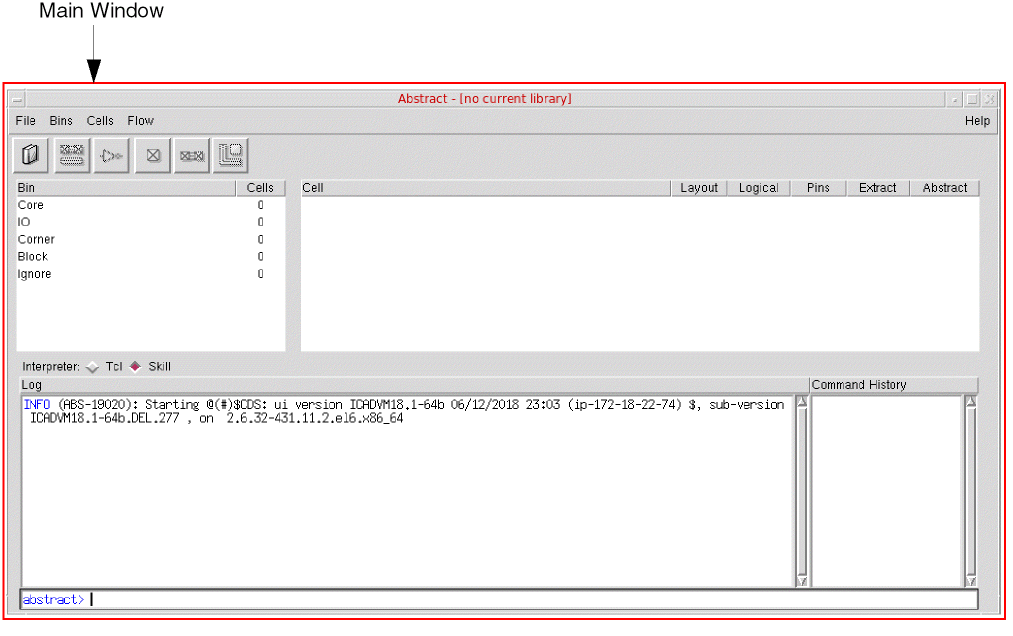 Main Window
Abstract - [no current library]
File Bins Cells Flow Help
Bin Cells
Core 0
IO 0
Corner 0
Block 0
Ignore 0
Cell Layout Logical Pins Extract Abstract
Interpreter: Tcl Skill
Log
INFO (ABS-19020): Starting @(#)$CDS: ui version ICADVM18.1-64b 06/12/2018 23:03 (ip-172-18-22-74) $, sub-version
ICADVM18.1-64b.DEL.277 , on 2.6.32-431.11.2.el6.x86_64
Command History
abstract>